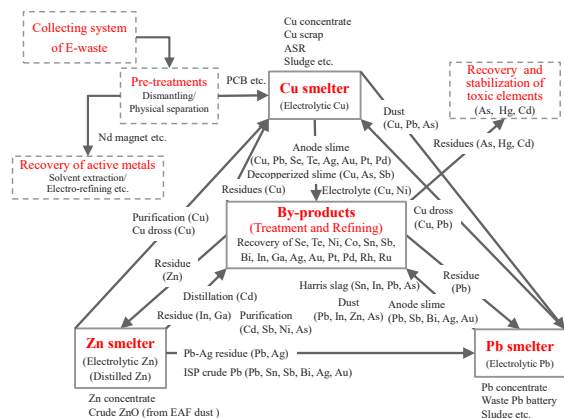 Collecting system
of E-waste
Cu concentrate
Cu scrap
ASR
Sludge etc.
Pre-treatments
Dismantling/
Physical separation
PCB etc.
Cu smelter
(Electrolytic Cu)
Recovery and
stabilization of
toxic elements
(As, Hg, Cd)
Dust
(Cu, Pb, As)
Nd magnet etc.
Recovery of active metals
Solvent extraction/
Electro-refining etc.
Anode slime
(Cu, Pb, Se, Te, Ag, Au, Pt, Pd)
Decopperized slime (Cu, As, Sb)
Residues (As, Hg, Cd)
Residues (Cu)
Electrolyte (Cu, Ni)
Purification (Cu)
Cu dross (Cu)
By-products
(Treatment and Refining)
Recovery of Se, Te, Ni, Co, Sn, Sb,
Bi, In, Ga, Ag, Au, Pt, Pd, Rh, Ru
Cu dross
(Cu, Pb)
Residue
(Zn)
Residue
(Pb)
Distillation (Cd)
Harris slag (Sn, In, Pb, As)
Residue (In, Ga)
Purification
(Cd, Sb, Ni, As)
Dust
(Pb, In, Zn, As)
Anode slime
(Pb, Sb, Bi, Ag, Au)
Zn smelter
(Electrolytic Zn)
(Distilled Zn)
Pb-Ag residue (Pb, Ag)
ISP crude Pb (Pb, Sn, Sb, Bi, Ag, Au)
Pb smelter
(Electrolytic Pb)
Zn concentrate
Crude ZnO (from EAF dust )
Pb concentrate
Waste Pb battery
Sludge etc.